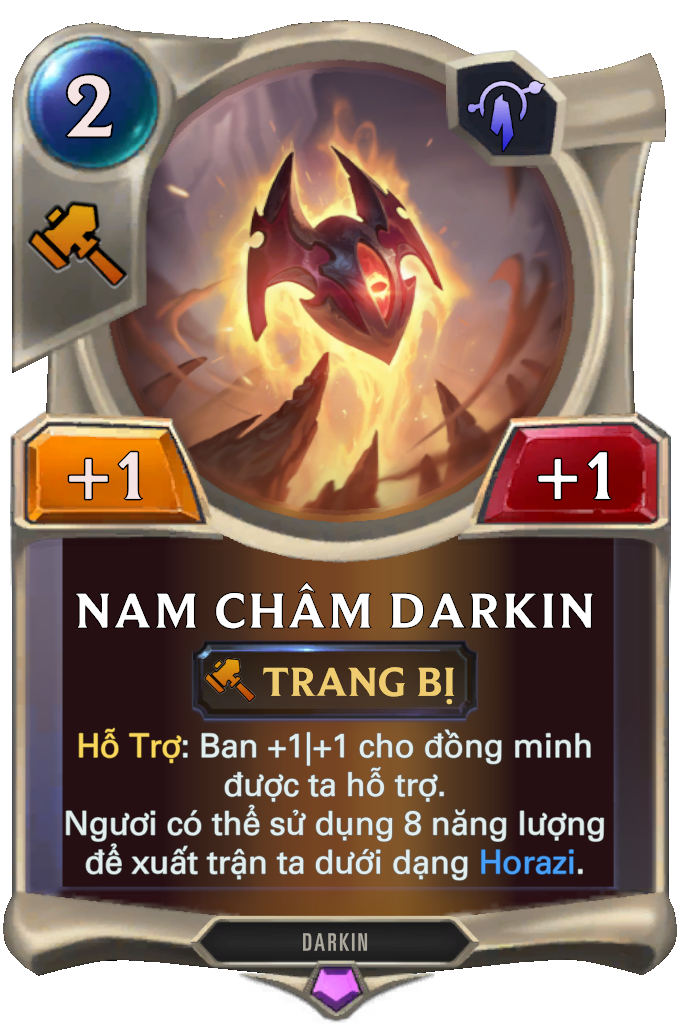 2
+1
+1
NAM CHÂM DARKIN
TRANG BỊ
Hỗ Trợ: Ban +1|+1 cho đồng minh
được ta hỗ trợ.
Ngươi có thể sử dụng 8 năng lượng
để xuất trận ta dưới dạng Horazi.
DARKIN